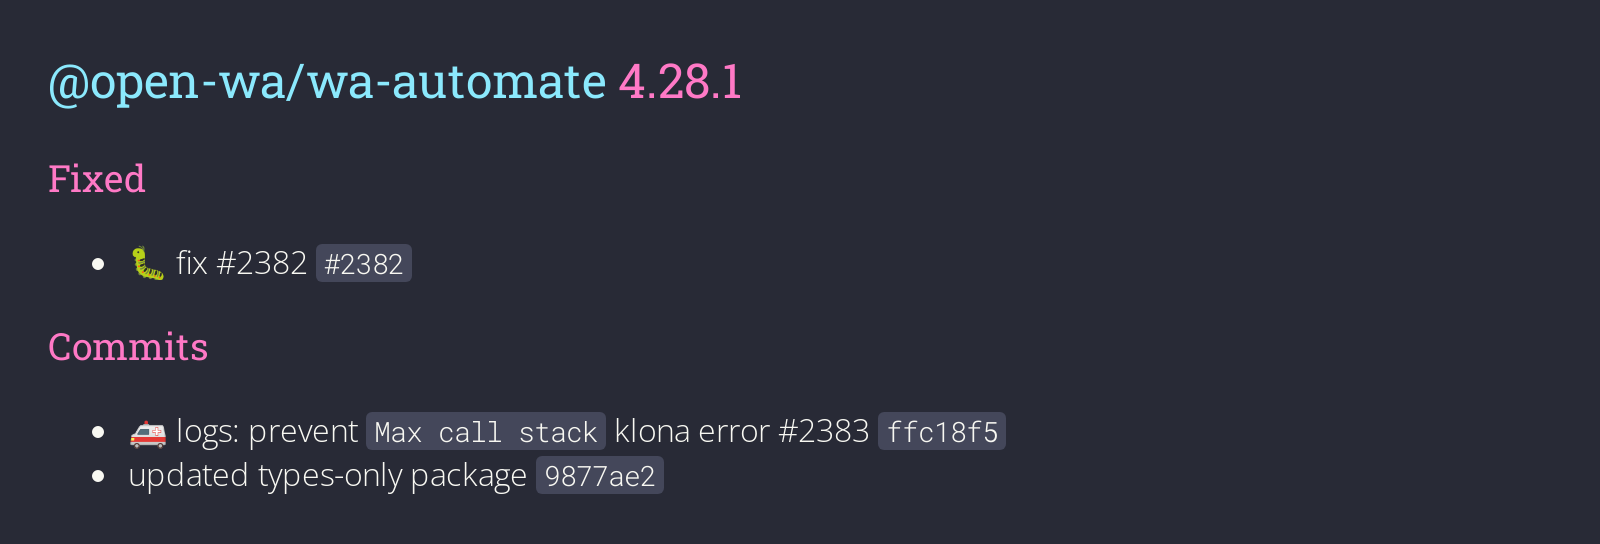 @open-wa/wa-automate 4.28.1
Fixed
🐛 fix #2382 #2382
Commits
🚑 logs: prevent Max call stack klona error #2383 ffc18f5
updated types-only package 9877ae2